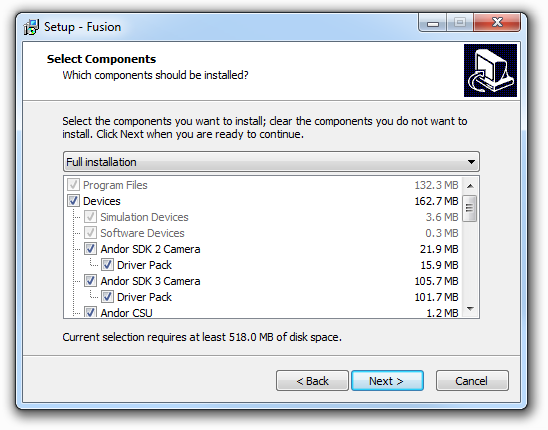 Setup - Fusion
Select Components
Which components should be installed?
Select the components you want to install; clear the components you do not want to
install. Click Next when you are ready to continue.
Full installation
Program Files 132.3 MB
Devices 162.7 MB
Simulation Devices 3.6 MB
Software Devices 0.3 MB
Andor SDK 2 Camera 21.9 MB
Driver Pack 15.9 MB
Andor SDK 3 Camera 105.7 MB
Driver Pack 101.7 MB
Andor CSU 1.2 MB
Current selection requires at least 518.0 MB of disk space.
< Back Next > Cancel